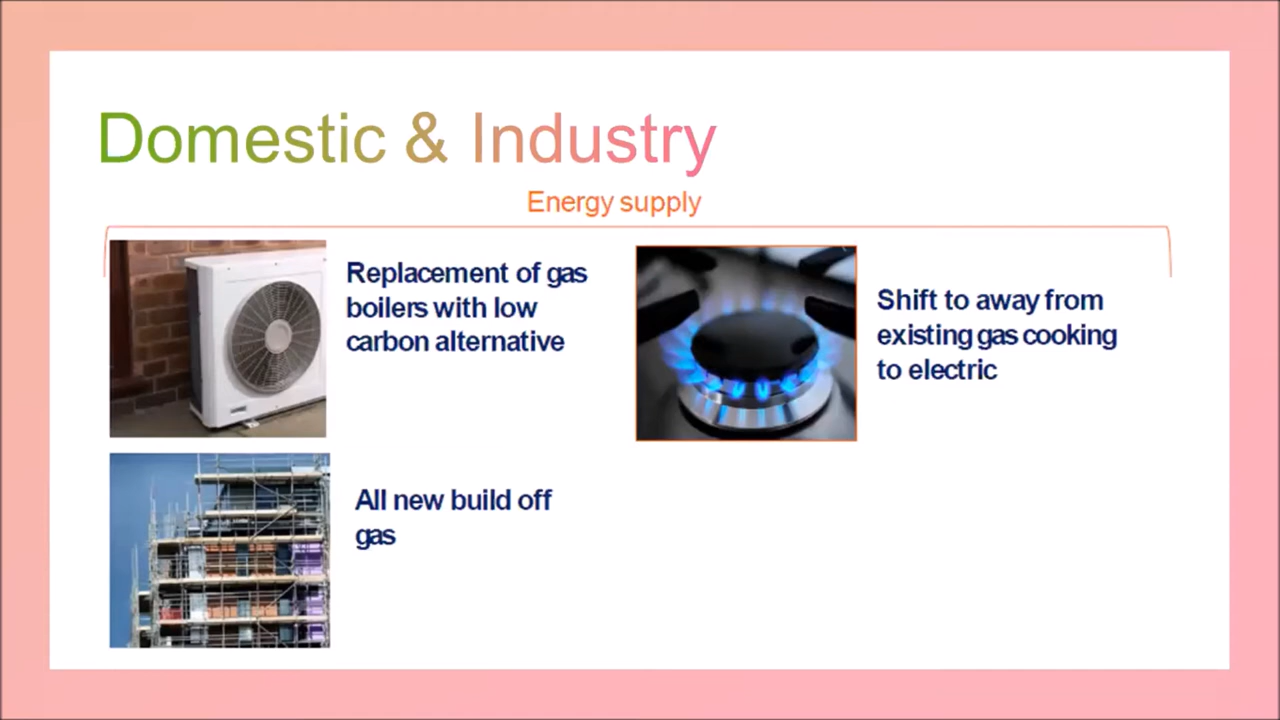 Domestic & Industry
Energy supply
Replacement of gas
boilers with low
carbon alternative
Shift to away from
existing gas cooking
to electric
All new build off
gas